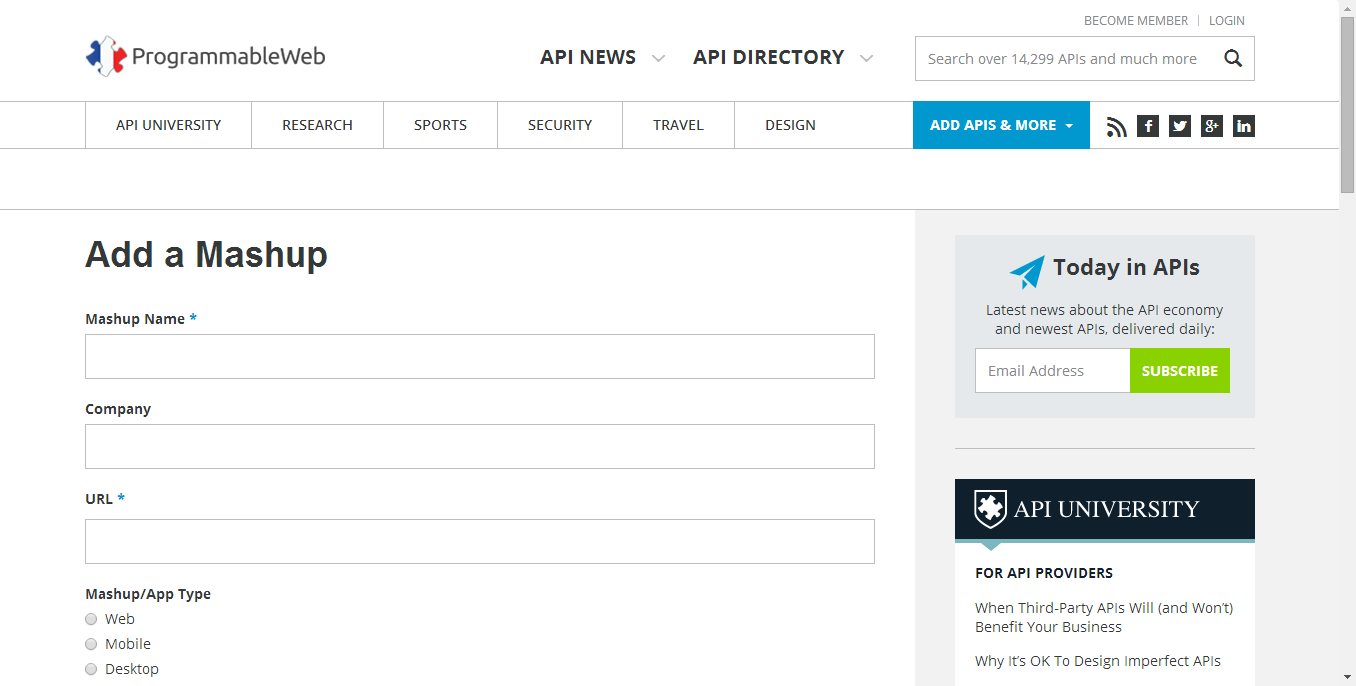 BECOME MEMBER
LOGIN
ProgrammableWeb
API NEWS
API DIRECTORY
Search over 14,299 APIs and much more
API UNIVERSITY
RESEARCH
SPORTS
SECURITY
TRAVEL
DESIGN
ADD APIS & MORE
f
g+
in
Add a Mashup
Mashup Name *
Company
URL *
Mashup/App Type
Web
Mobile
Desktop
Today in APIs
Latest news about the API economy
and newest APIs, delivered daily:
Email Address
SUBSCRIBE
API UNIVERSITY
FOR API PROVIDERS
When Third-Party APIs Will (and Won’t)
Benefit Your Business
Why It’s OK To Design Imperfect APIs